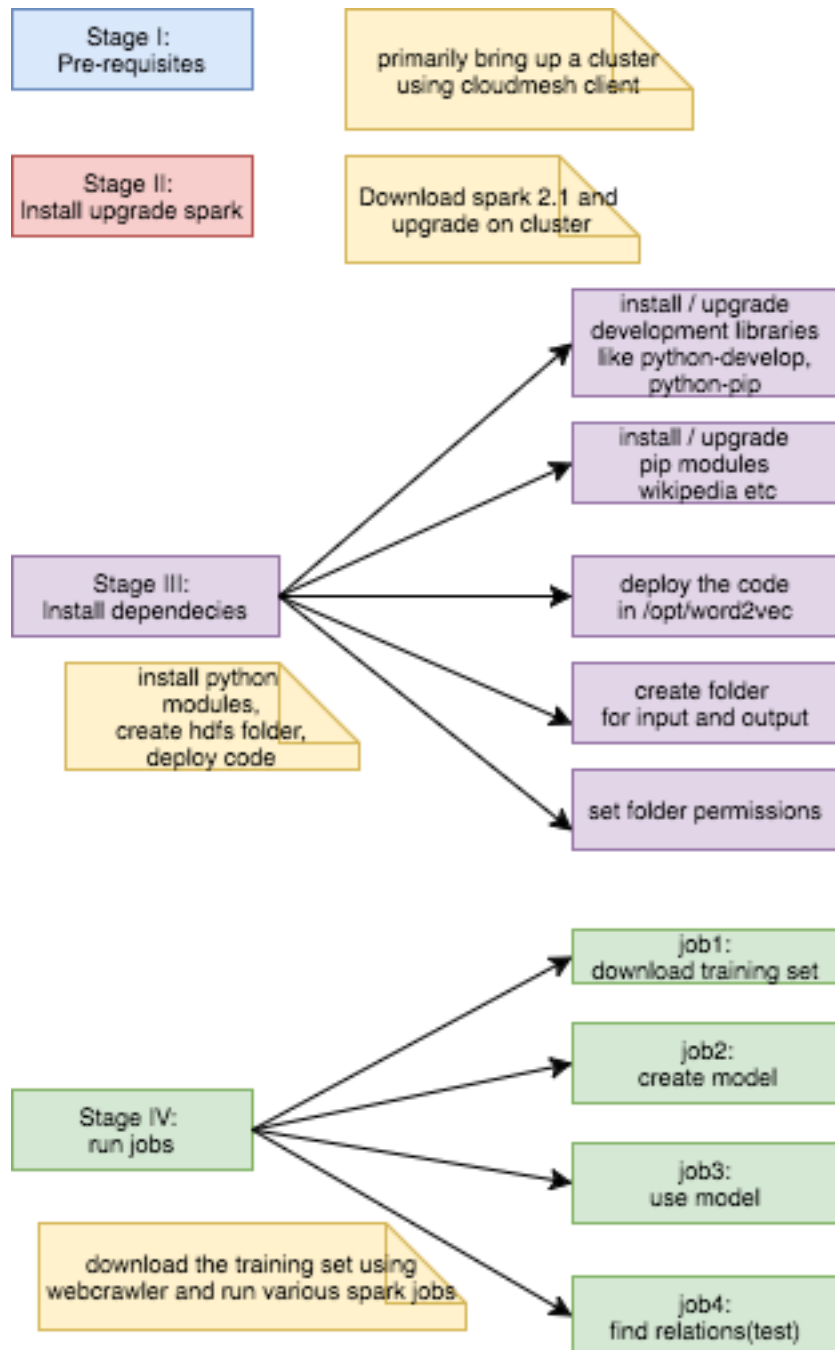 Stage I:
Pre-requisites
primarily bring up a cluster
using cloudmesh client
Stage II:
Install upgrade spark
Download spark 2.1 and
upgrade on cluster
install / upgrade
development libraries
like python-develop,
python-pip
install / upgrade
pip modules
wikipedia etc
Stage III:
Install dependecies
deploy the code
in /opt/word2vec
install python
modules,
create hdfs folder,
deploy code
create folder
for input and output
set folder permissions
job1:
download training set
job2:
create model
Stage IV:
run jobs
job3:
use model
download the training set using
webcrawler and run various spark jobs
job4:
find relations(test)